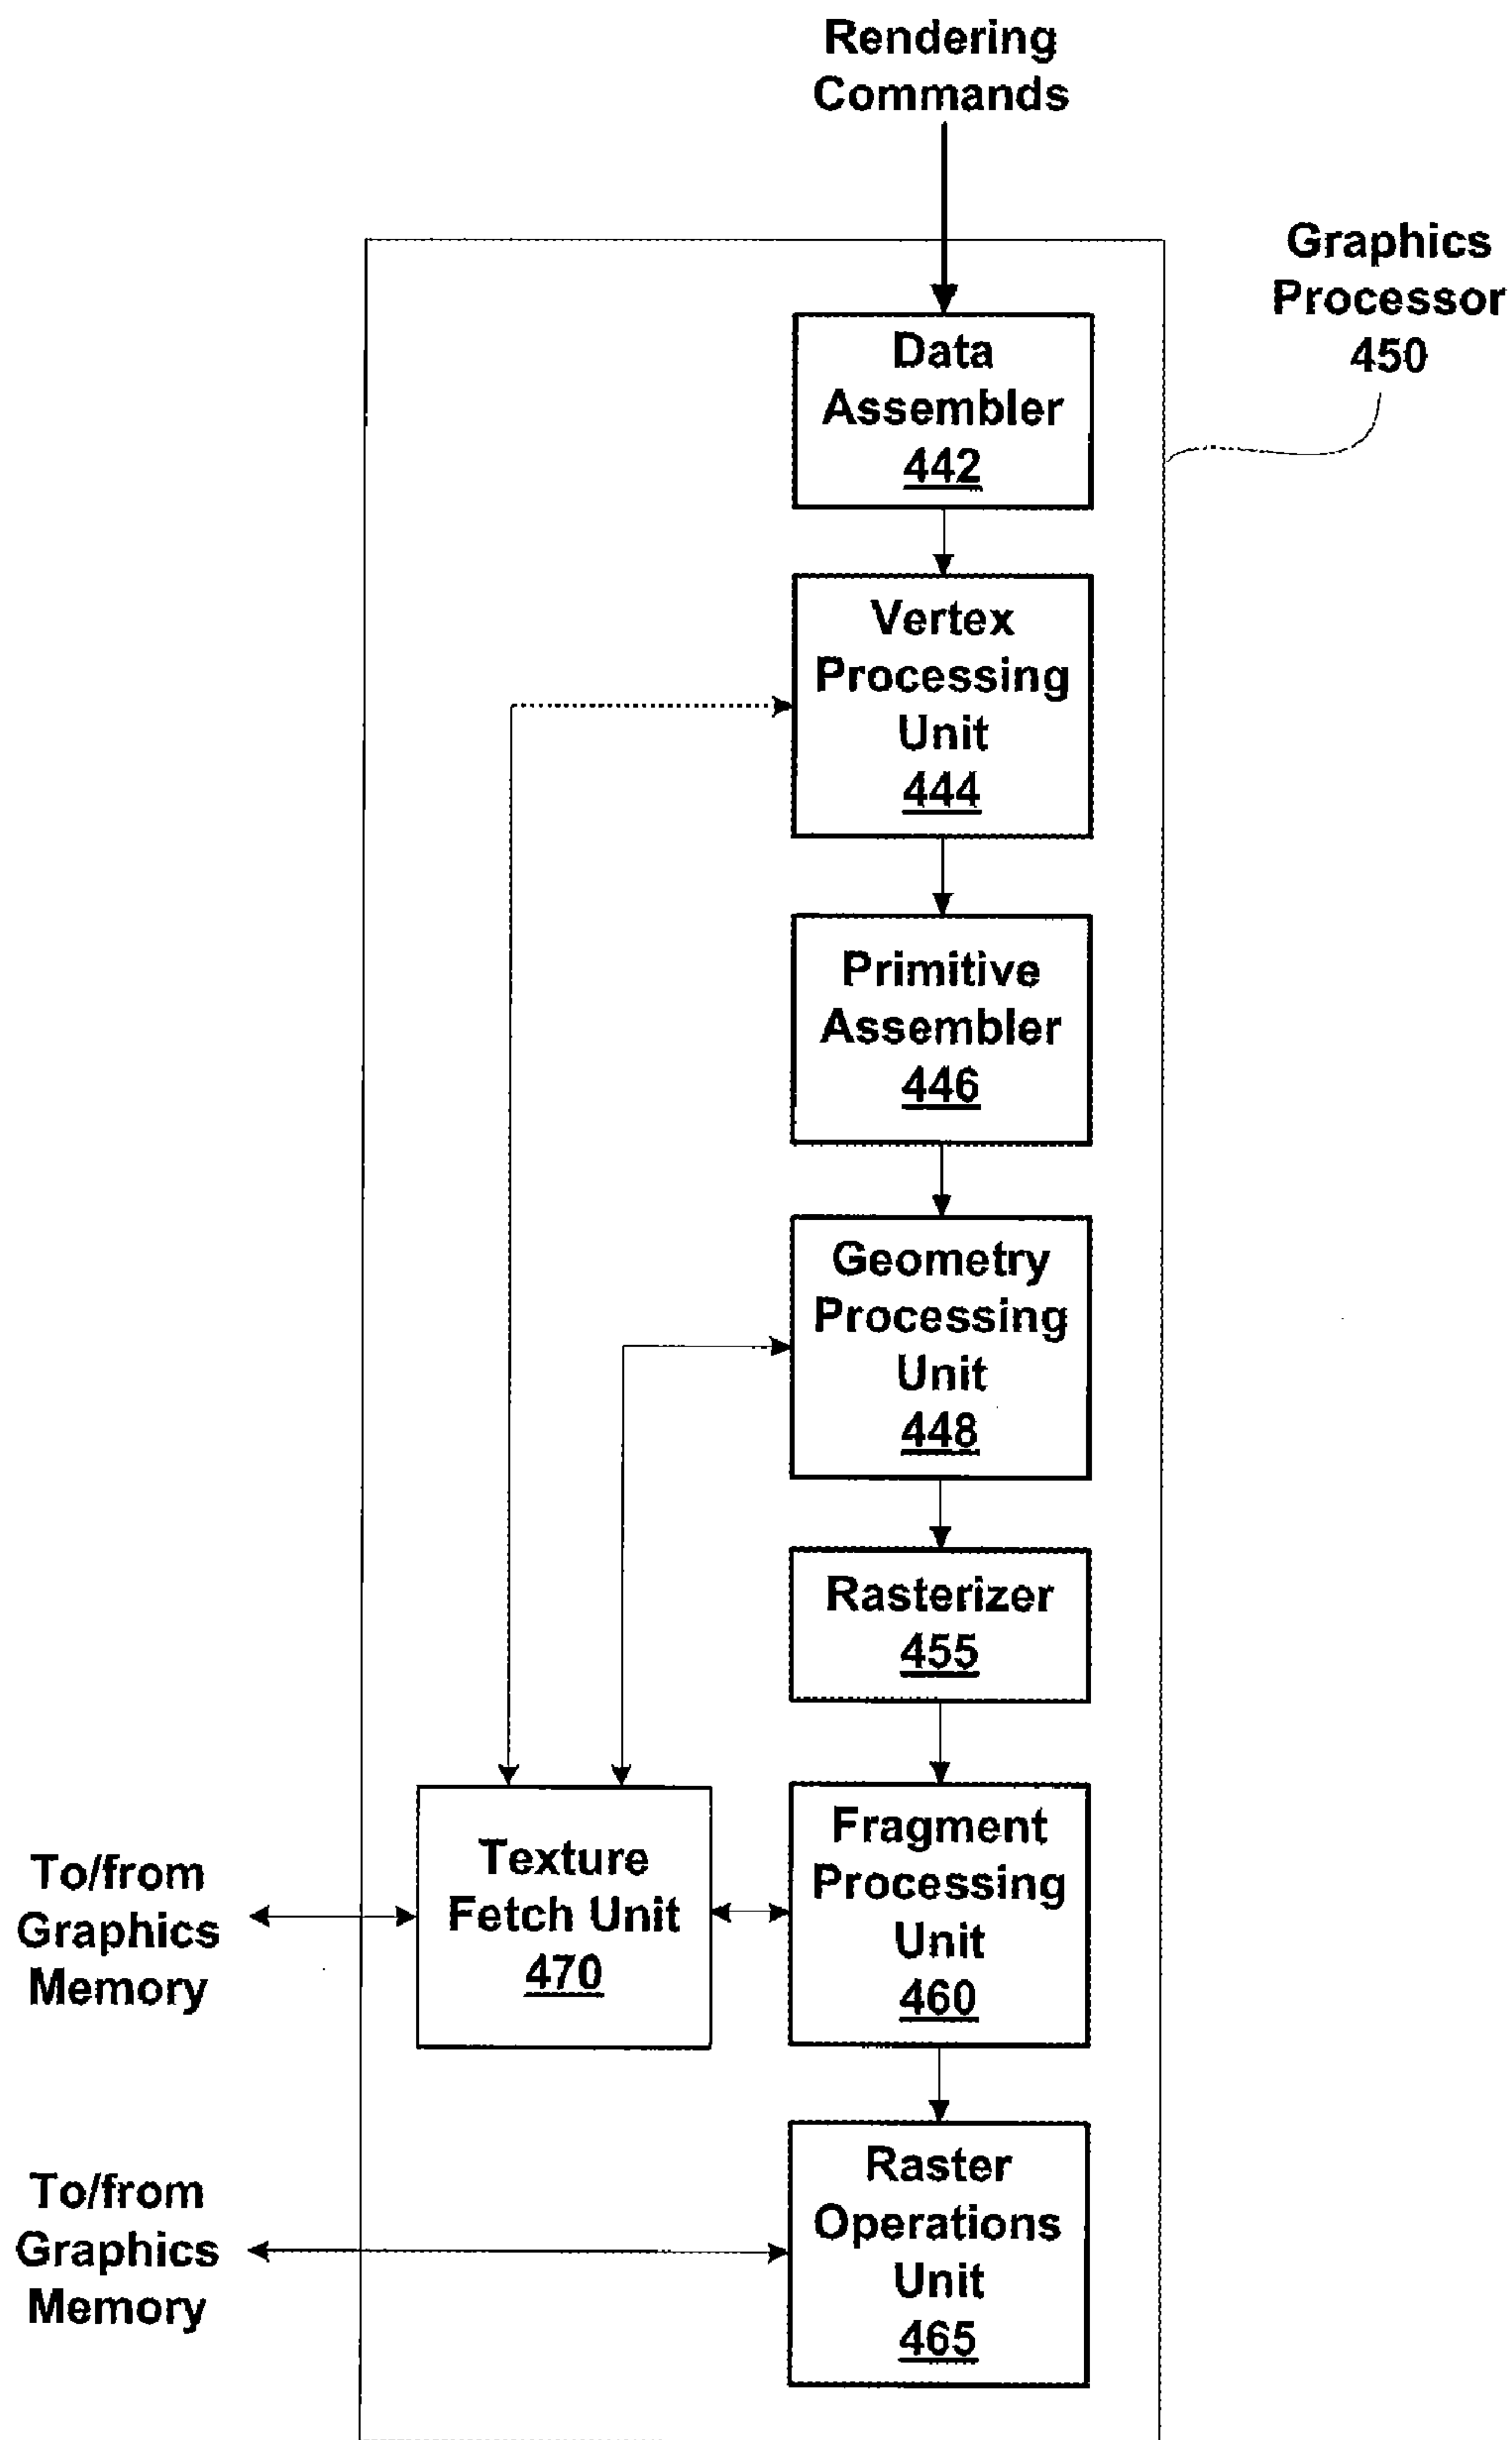 Rendering
Commands
Graphics
Processor
450
Data
Assembler
442
Vertex
Processing
Unit
444
Primitive
Assembler
446
Geometry
Processing
Unit
448
Rasterizer
455
Texture
Fetch Unit
470
Fragment
Processing
Unit
460
To/from
Graphics
Memory
Raster
Operations
Unit
465
To/from
Graphics
Memory